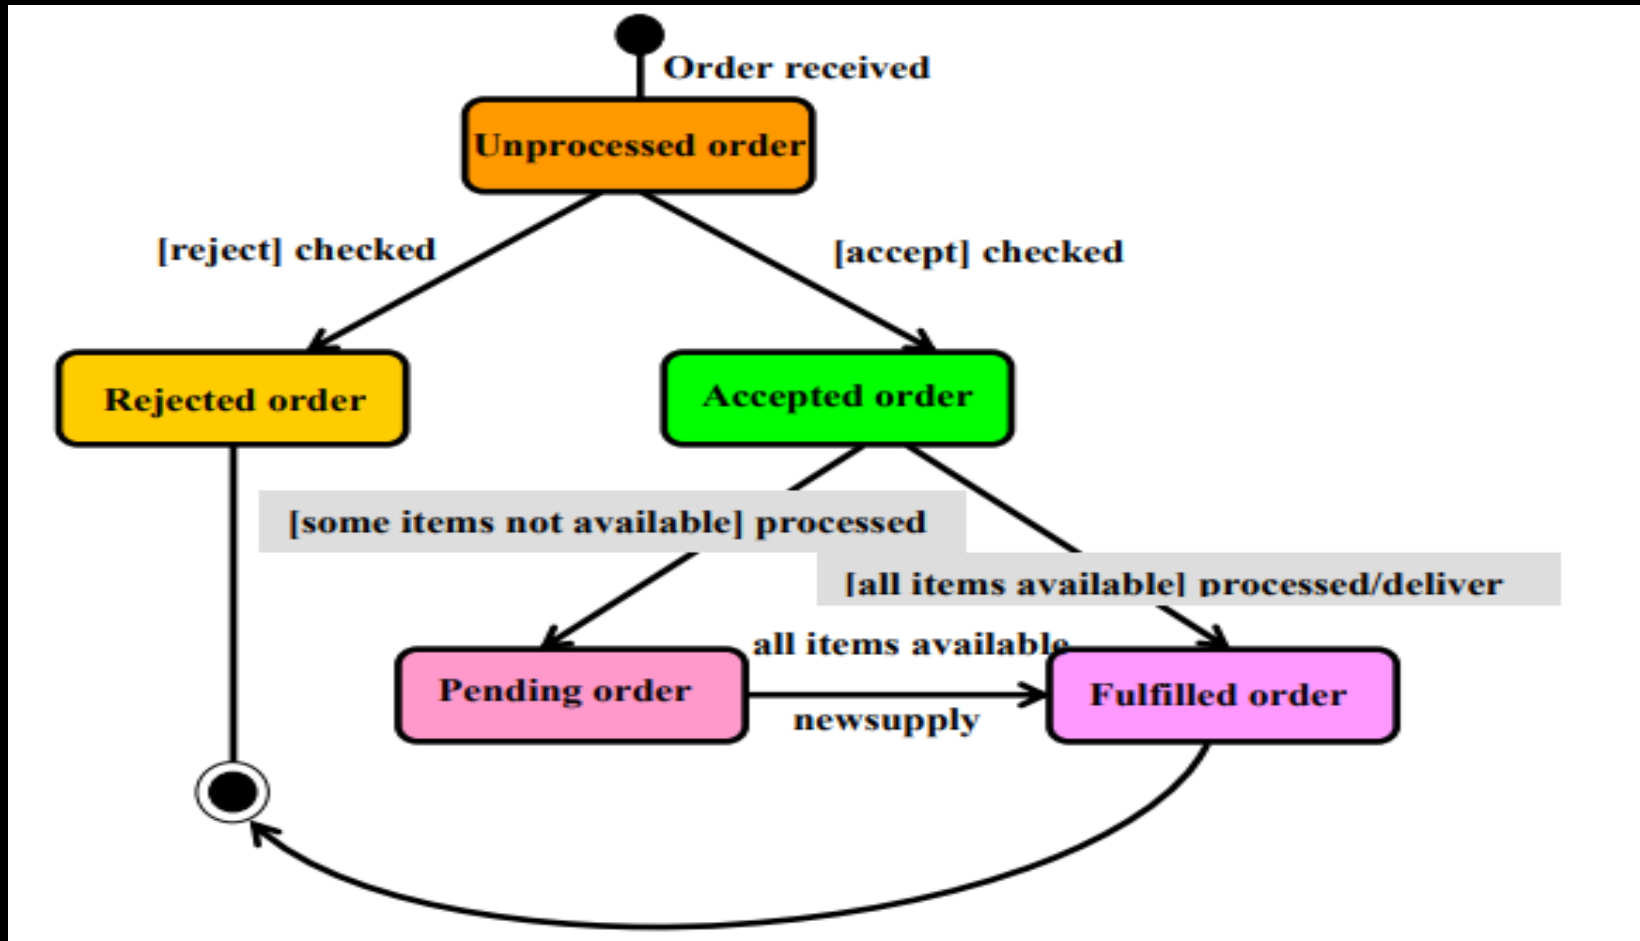 Order received
Unprocessed order
[reject] checked
[accept] checked
Rejected order
Accepted order
[some items not available] processed
[all items available] processed/deliver
all items available
Pending order
Fulfilled order
newsupply